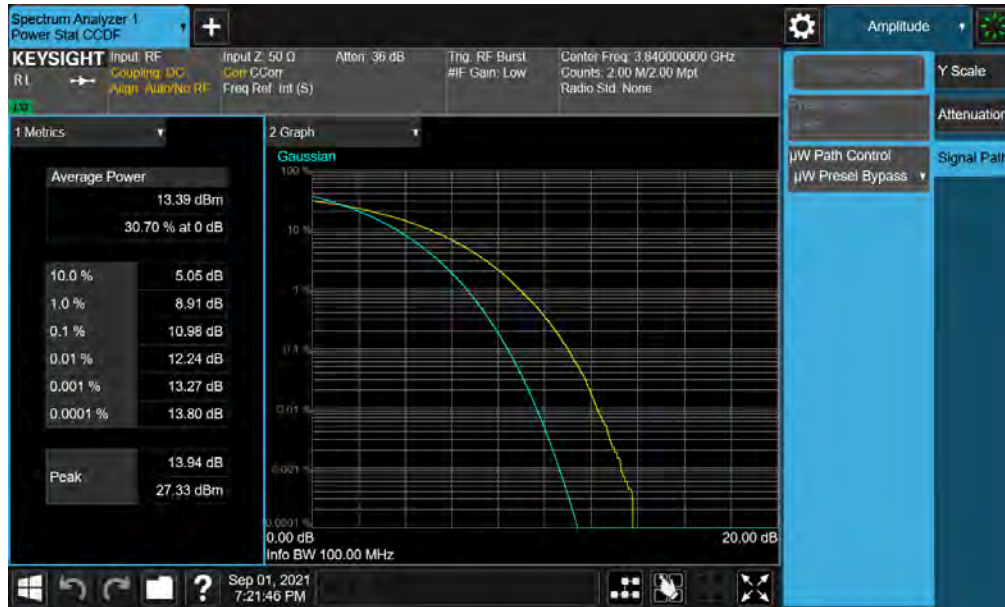 Spectrum Analyzer 1
Power Stat CCDF
+
Amplitude
KEYSIGHT
Input: RF
Coupling: DC
Align: Auto/No RF
Input Z: 50 Ω
Corr CCorr
Freq Ref: Int (S)
Atten: 36 dB
Trig: RF Burst
#IF Gain: Low
Center Freq: 3.840000000 GHz
Counts: 2.00 M/2.00 Mpt
Radio Std: None
Y Scale
Attenuation
Signal Path
µW Path Control
µW Presel Bypass
1 Metrics
Average Power
13.39 dBm
30.70 % at 0 dB
10.0 % 5.05 dB
1.0 % 8.91 dB
0.1 % 10.98 dB
0.01 % 12.24 dB
0.001 % 13.27 dB
0.0001 % 13.80 dB
Peak
13.94 dB
27.33 dBm
2 Graph
Gaussian
100 %
10 %
1 %
0.1 %
0.01 %
0.001 %
0.0001 %
0.00 dB
20.00 dB
Info BW 100.00 MHz
?
Sep 01, 2021
7:21:46 PM